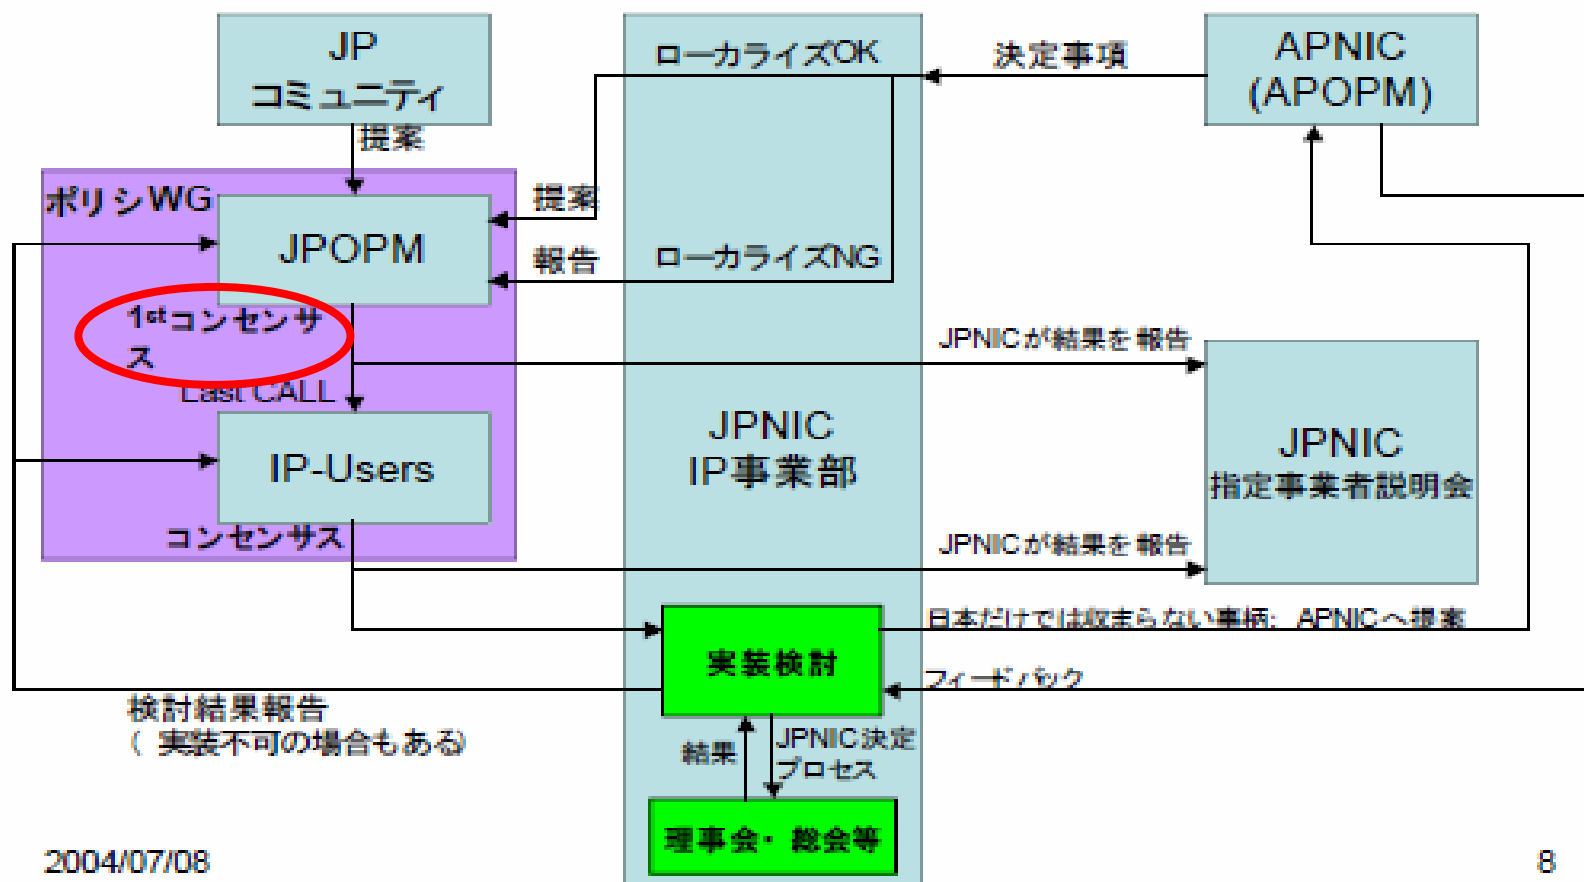 JP
コミュニティ
ローカライズOK
決定事項
APNIC
(APOPM)
提案
ポリシWG
提案
JPOPM
報告
ローカライズNG
1stコンセンサ
ス
Last CALL
JPNICが結果を報告
IP-Users
JPNIC
IP事業部
JPNIC
指定事業者説明会
コンセンサス
JPNICが結果を報告
日本だけでは収まらない事柄: APNICへ提案
実装検討
フィードバック
検討結果報告
( 実装不可の場合もある)
結果
JPNIC決定
プロセス
理事会・総会等
2004/07/08
8